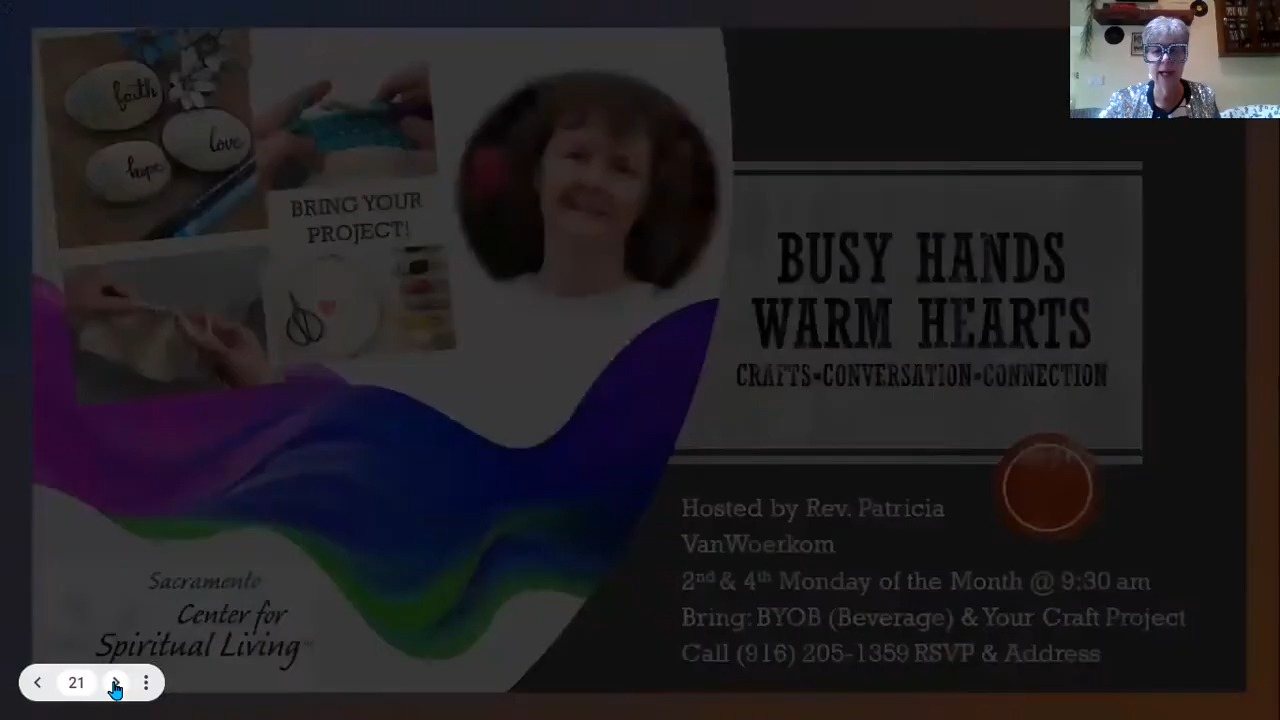 faith
love
hope
BRING YOUR
PROJECT!
BUSY HANDS
WARM HEARTS
CRAFTS•CONVERSATION•CONNECTION
Hosted by Rev. Patricia
VanWoerkom
2nd & 4th Monday of the Month @ 9:30 am
Bring: BYOB (Beverage) & Your Craft Project
Call (916) 205-1359 RSVP & Address
Sacramento
Center for
Spiritual Living
21